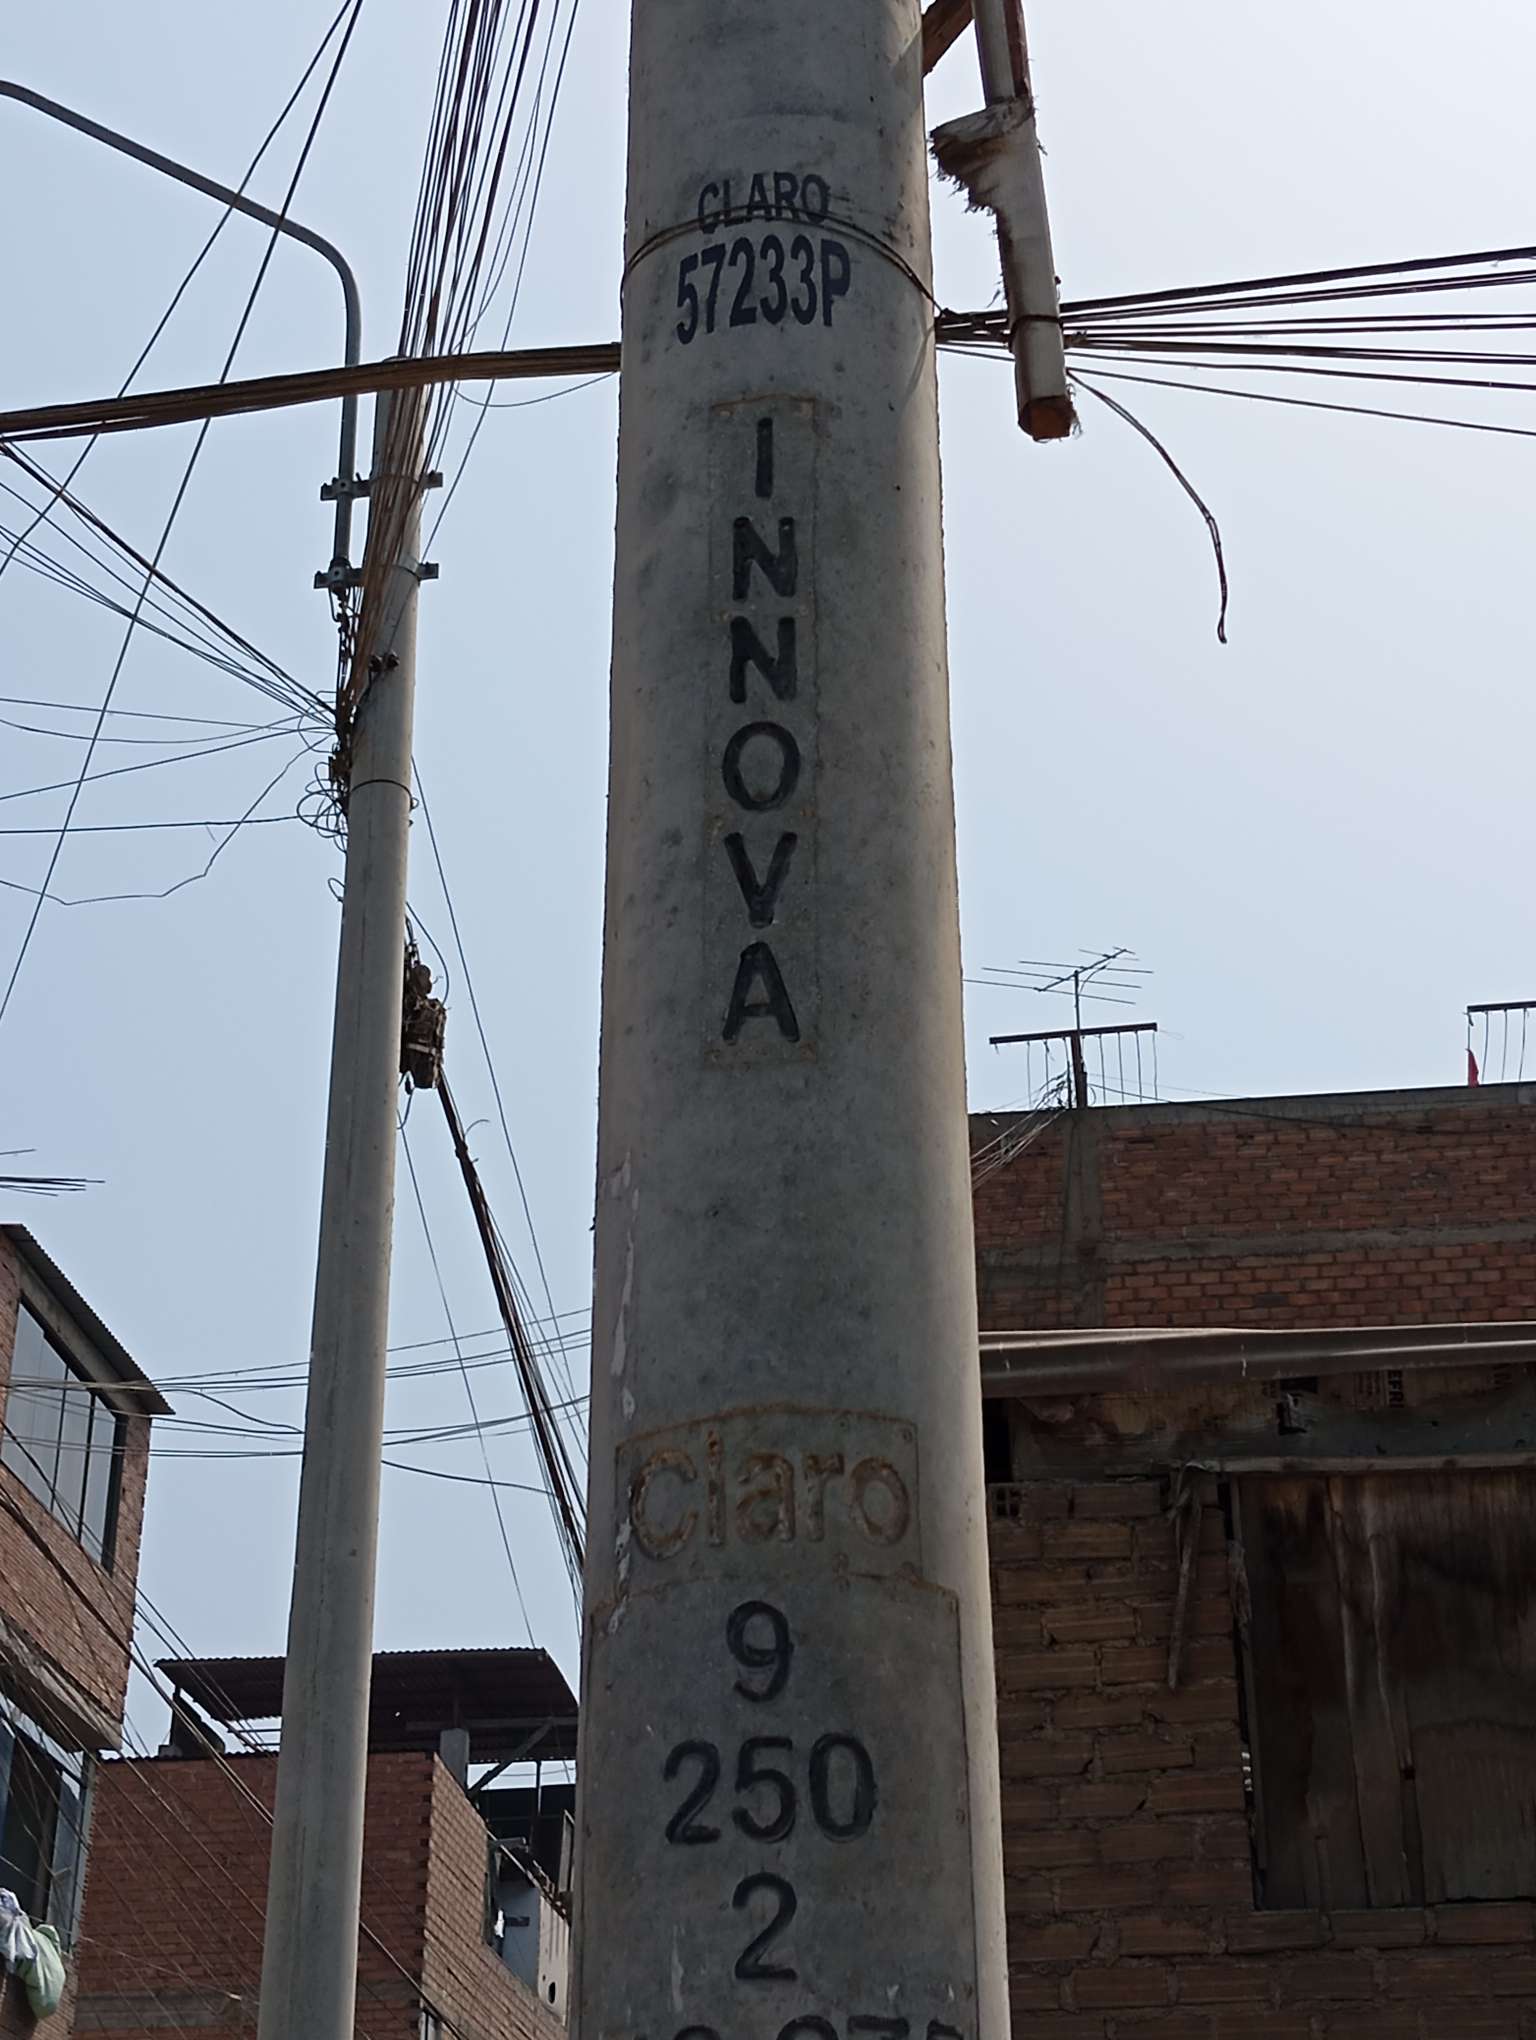 CLARO
57233P
INNOVA
Claro
9
250
2